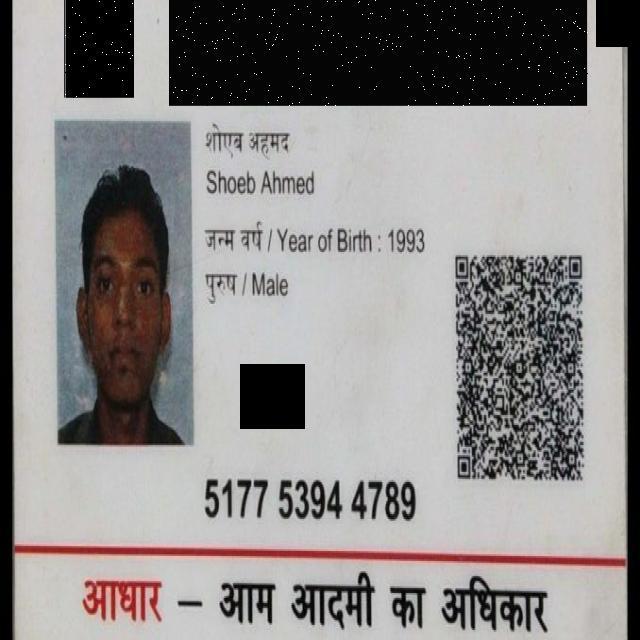 शोएब अहमद
Shoeb Ahmed
जन्म वर्ष / Year of Birth : 1993
पुरुष / Male
5177 5394 4789
आधार – आम आदमी का अधिकार